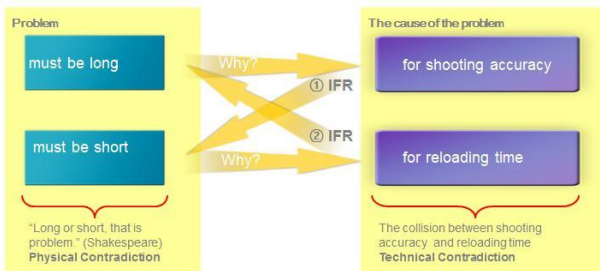 Problem
The cause of the problem
must be long
Why?
for shooting accuracy
① IFR
② IFR
must be short
Why?
for reloading time
"Long or short, that is
problem." (Shakespeare)
Physical Contradiction
The collision between shooting
accuracy and reloading time
Technical Contradiction